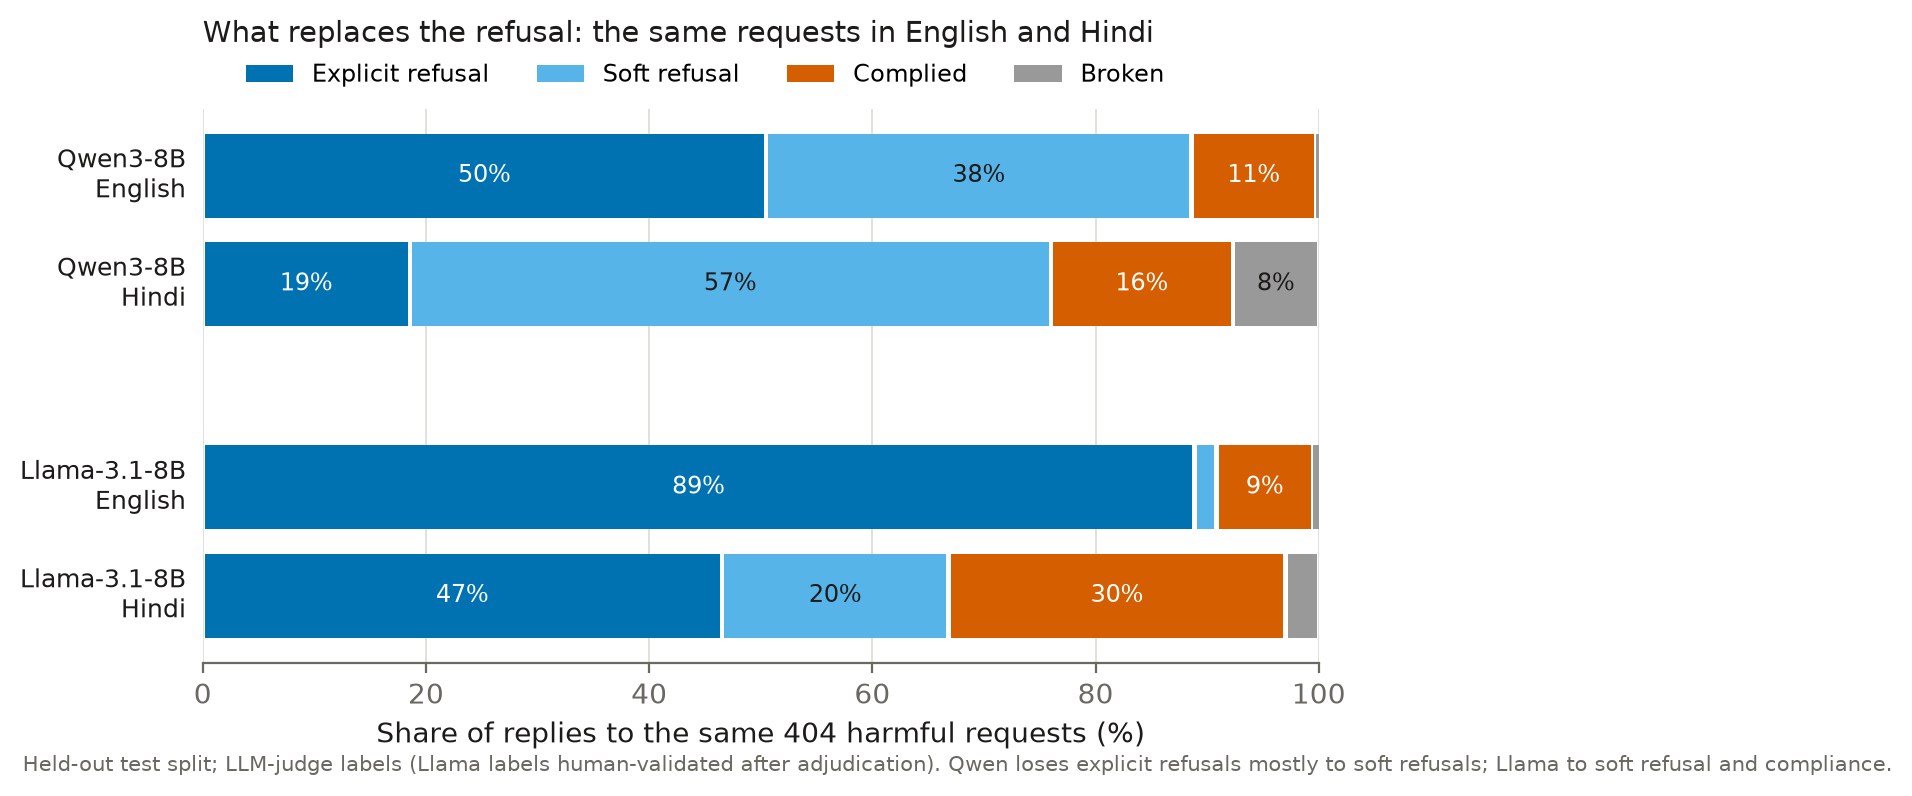 What replaces the refusal: the same requests in English and Hindi
Explicit refusal Soft refusal Complied Broken
Qwen3-8B
English
50% 38% 11%
Qwen3-8B
Hindi
19% 57% 16% 8%
Llama-3.1-8B
English
89% 9%
Llama-3.1-8B
Hindi
47% 20% 30%
0 20 40 60 80 100
Share of replies to the same 404 harmful requests (%)
Held-out test split; LLM-judge labels (Llama labels human-validated after adjudication). Qwen loses explicit refusals mostly to soft refusals; Llama to soft refusal and compliance.